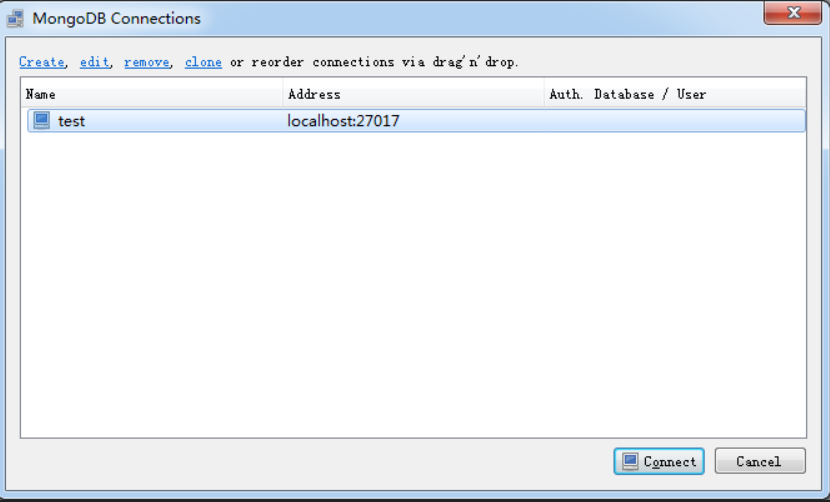 MongoDB Connections
Create, edit, remove, clone or reorder connections via drag'n'drop.
Name Address Auth. Database / User
test localhost:27017
Connect Cancel